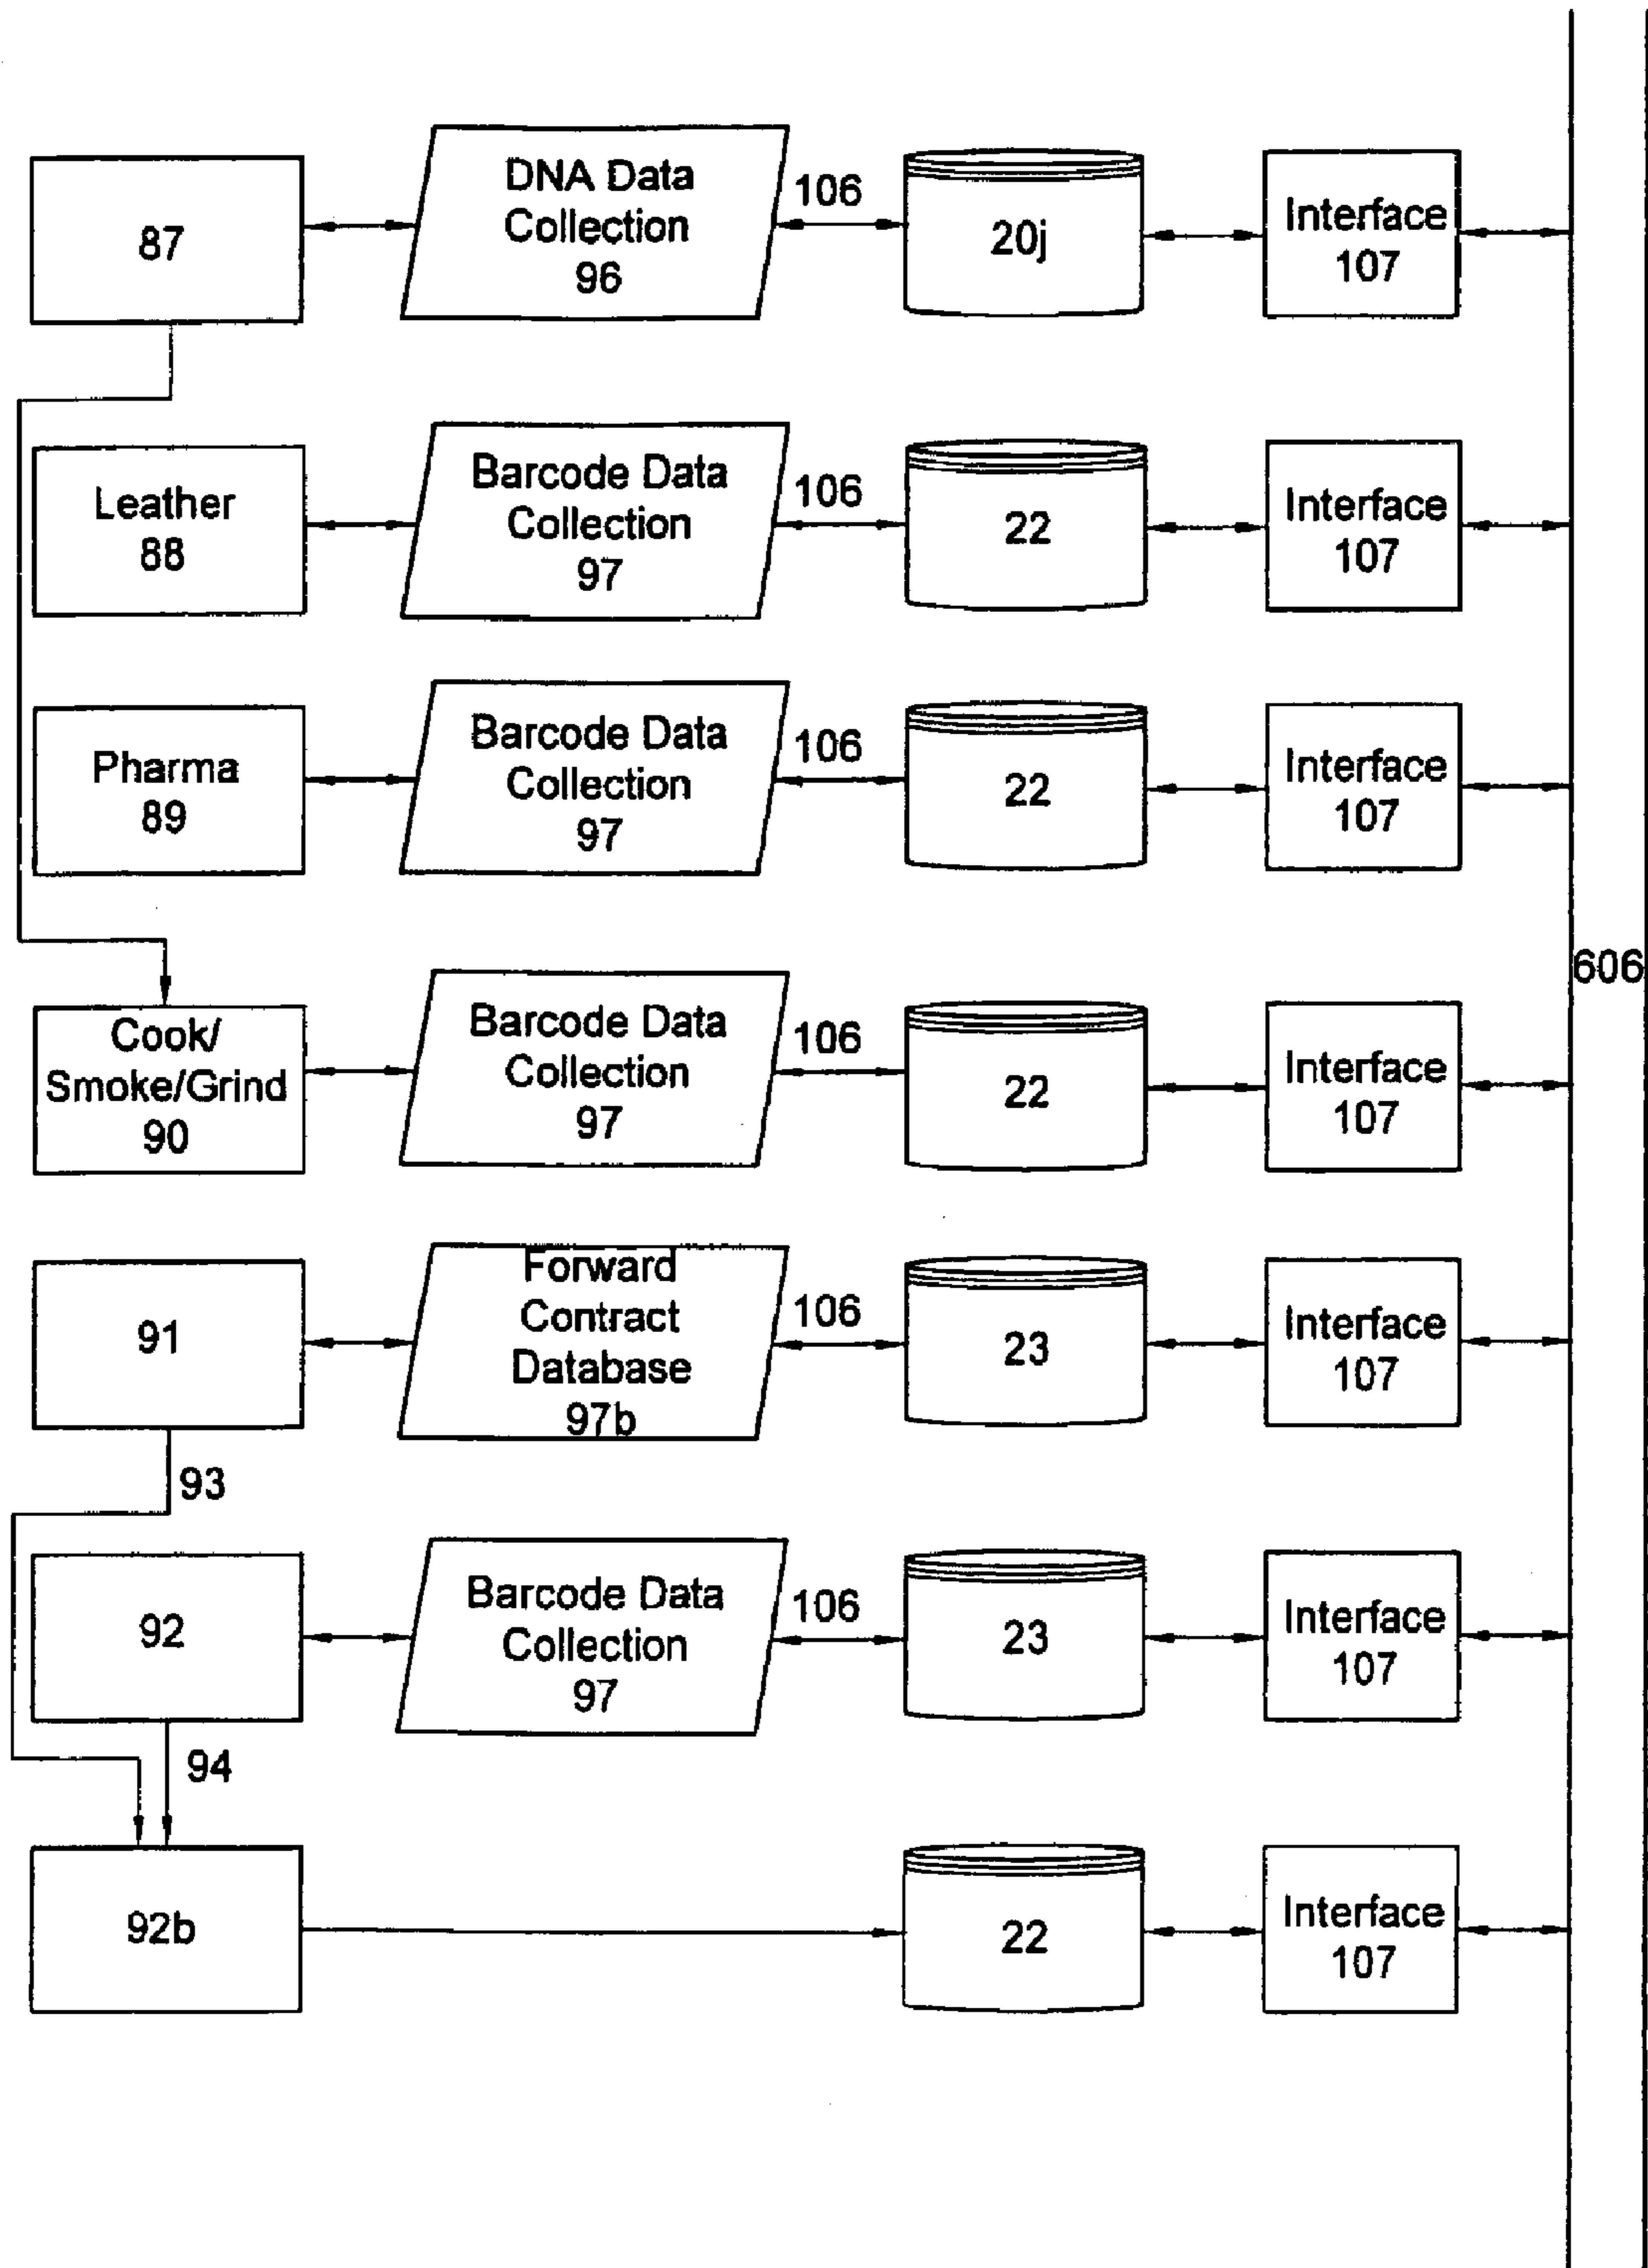 87
DNA Data
Collection
96
106
20j
Interface
107
Leather
88
Barcode Data
Collection
97
106
22
Interface
107
Pharma
89
Barcode Data
Collection
97
106
22
Interface
107
606
Cook/
Smoke/Grind
90
Barcode Data
Collection
97
106
22
Interface
107
91
Forward
Contract
Database
97b
106
23
Interface
107
93
92
Barcode Data
Collection
97
106
23
Interface
107
94
92b
22
Interface
107